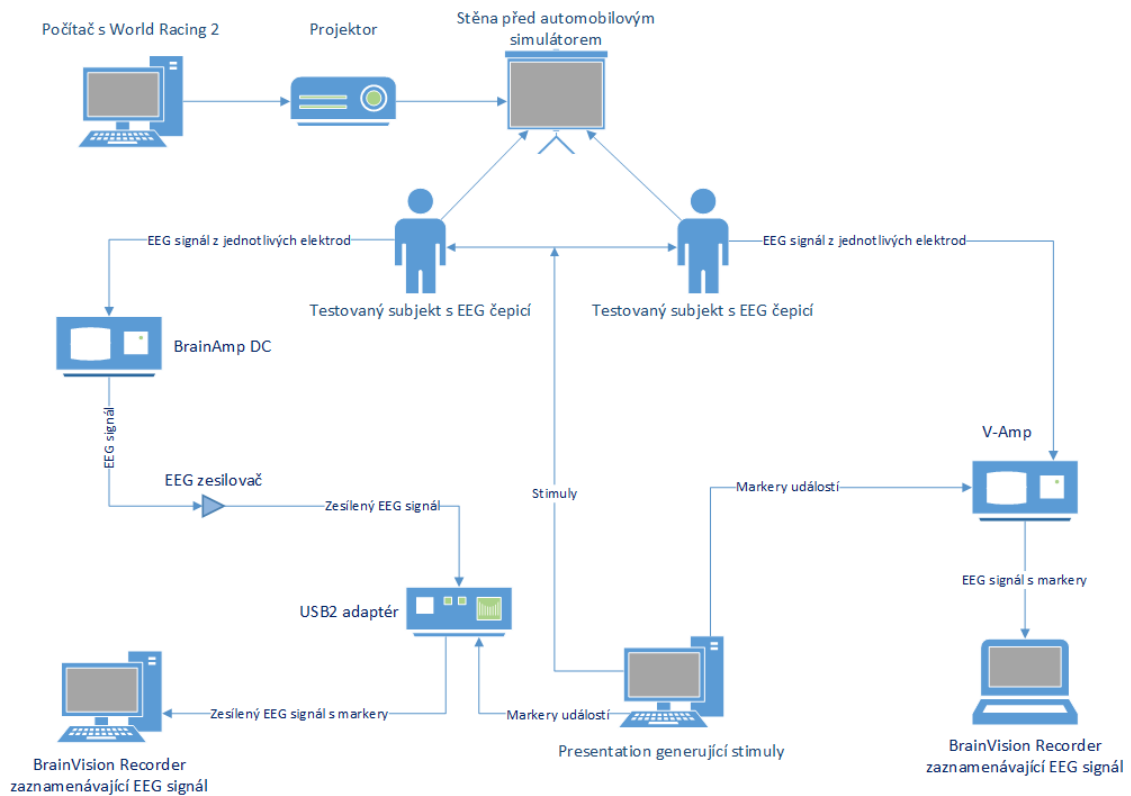 Počítač s World Racing 2
Projektor
Stěna před automobilovým
simulátorem
EEG signál z jednotlivých elektrod
EEG signál z jednotlivých elektrod
Testovaný subjekt s EEG čepicí
Testovaný subjekt s EEG čepicí
BrainAmp DC
EEG signál
V-Amp
EEG zesilovač
Zesílený EEG signál
Stimuly
Markery událostí
EEG signál s markery
USB2 adaptér
Zesílený EEG signál s markery
Markery událostí
Presentation generující stimuly
BrainVision Recorder
zaznamenávající EEG signál
BrainVision Recorder
zaznamenávající EEG signál